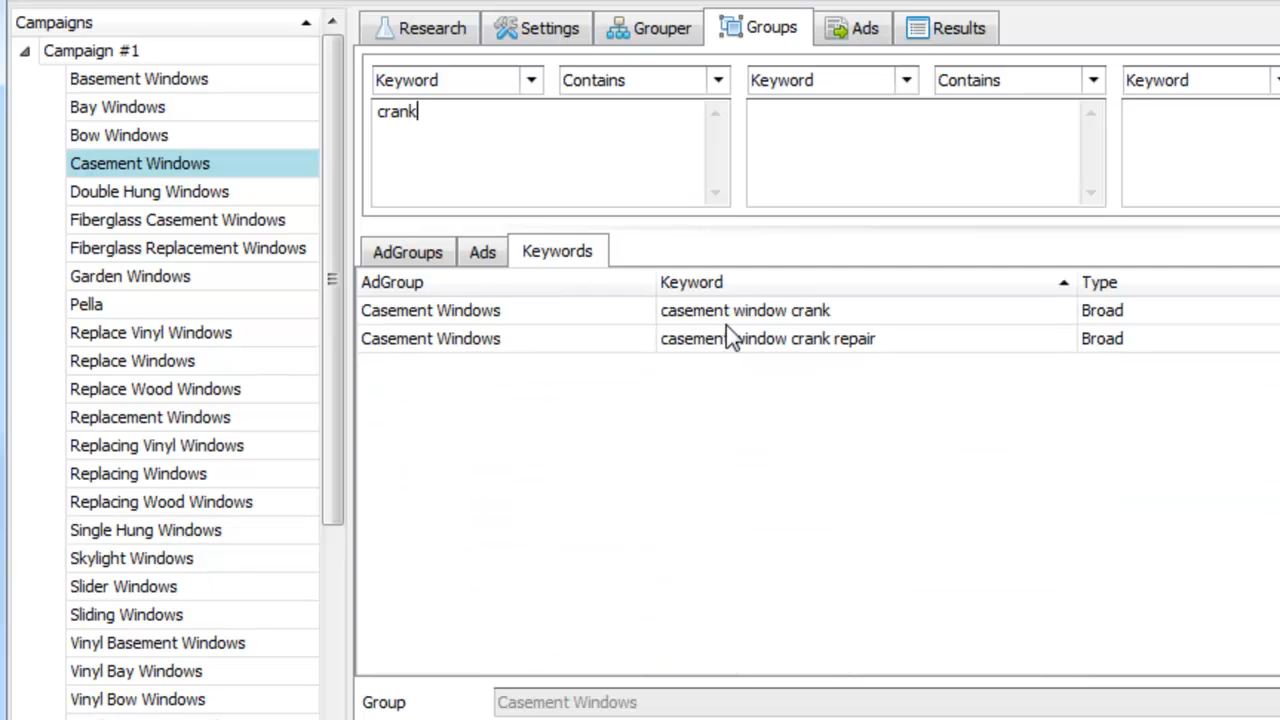 Campaigns
Campaign #1
Basement Windows
Bay Windows
Bow Windows
Casement Windows
Double Hung Windows
Fiberglass Casement Windows
Fiberglass Replacement Windows
Garden Windows
Pella
Replace Vinyl Windows
Replace Windows
Replace Wood Windows
Replacement Windows
Replacing Vinyl Windows
Replacing Windows
Replacing Wood Windows
Single Hung Windows
Skylight Windows
Slider Windows
Sliding Windows
Vinyl Basement Windows
Vinyl Bay Windows
Vinyl Bow Windows
Research Settings Grouper Groups Ads Results
Keyword Contains Keyword Contains Keyword
crank
AdGroups Ads Keywords
AdGroup Keyword Type
Casement Windows casement window crank Broad
Casement Windows casement window crank repair Broad
Group Casement Windows